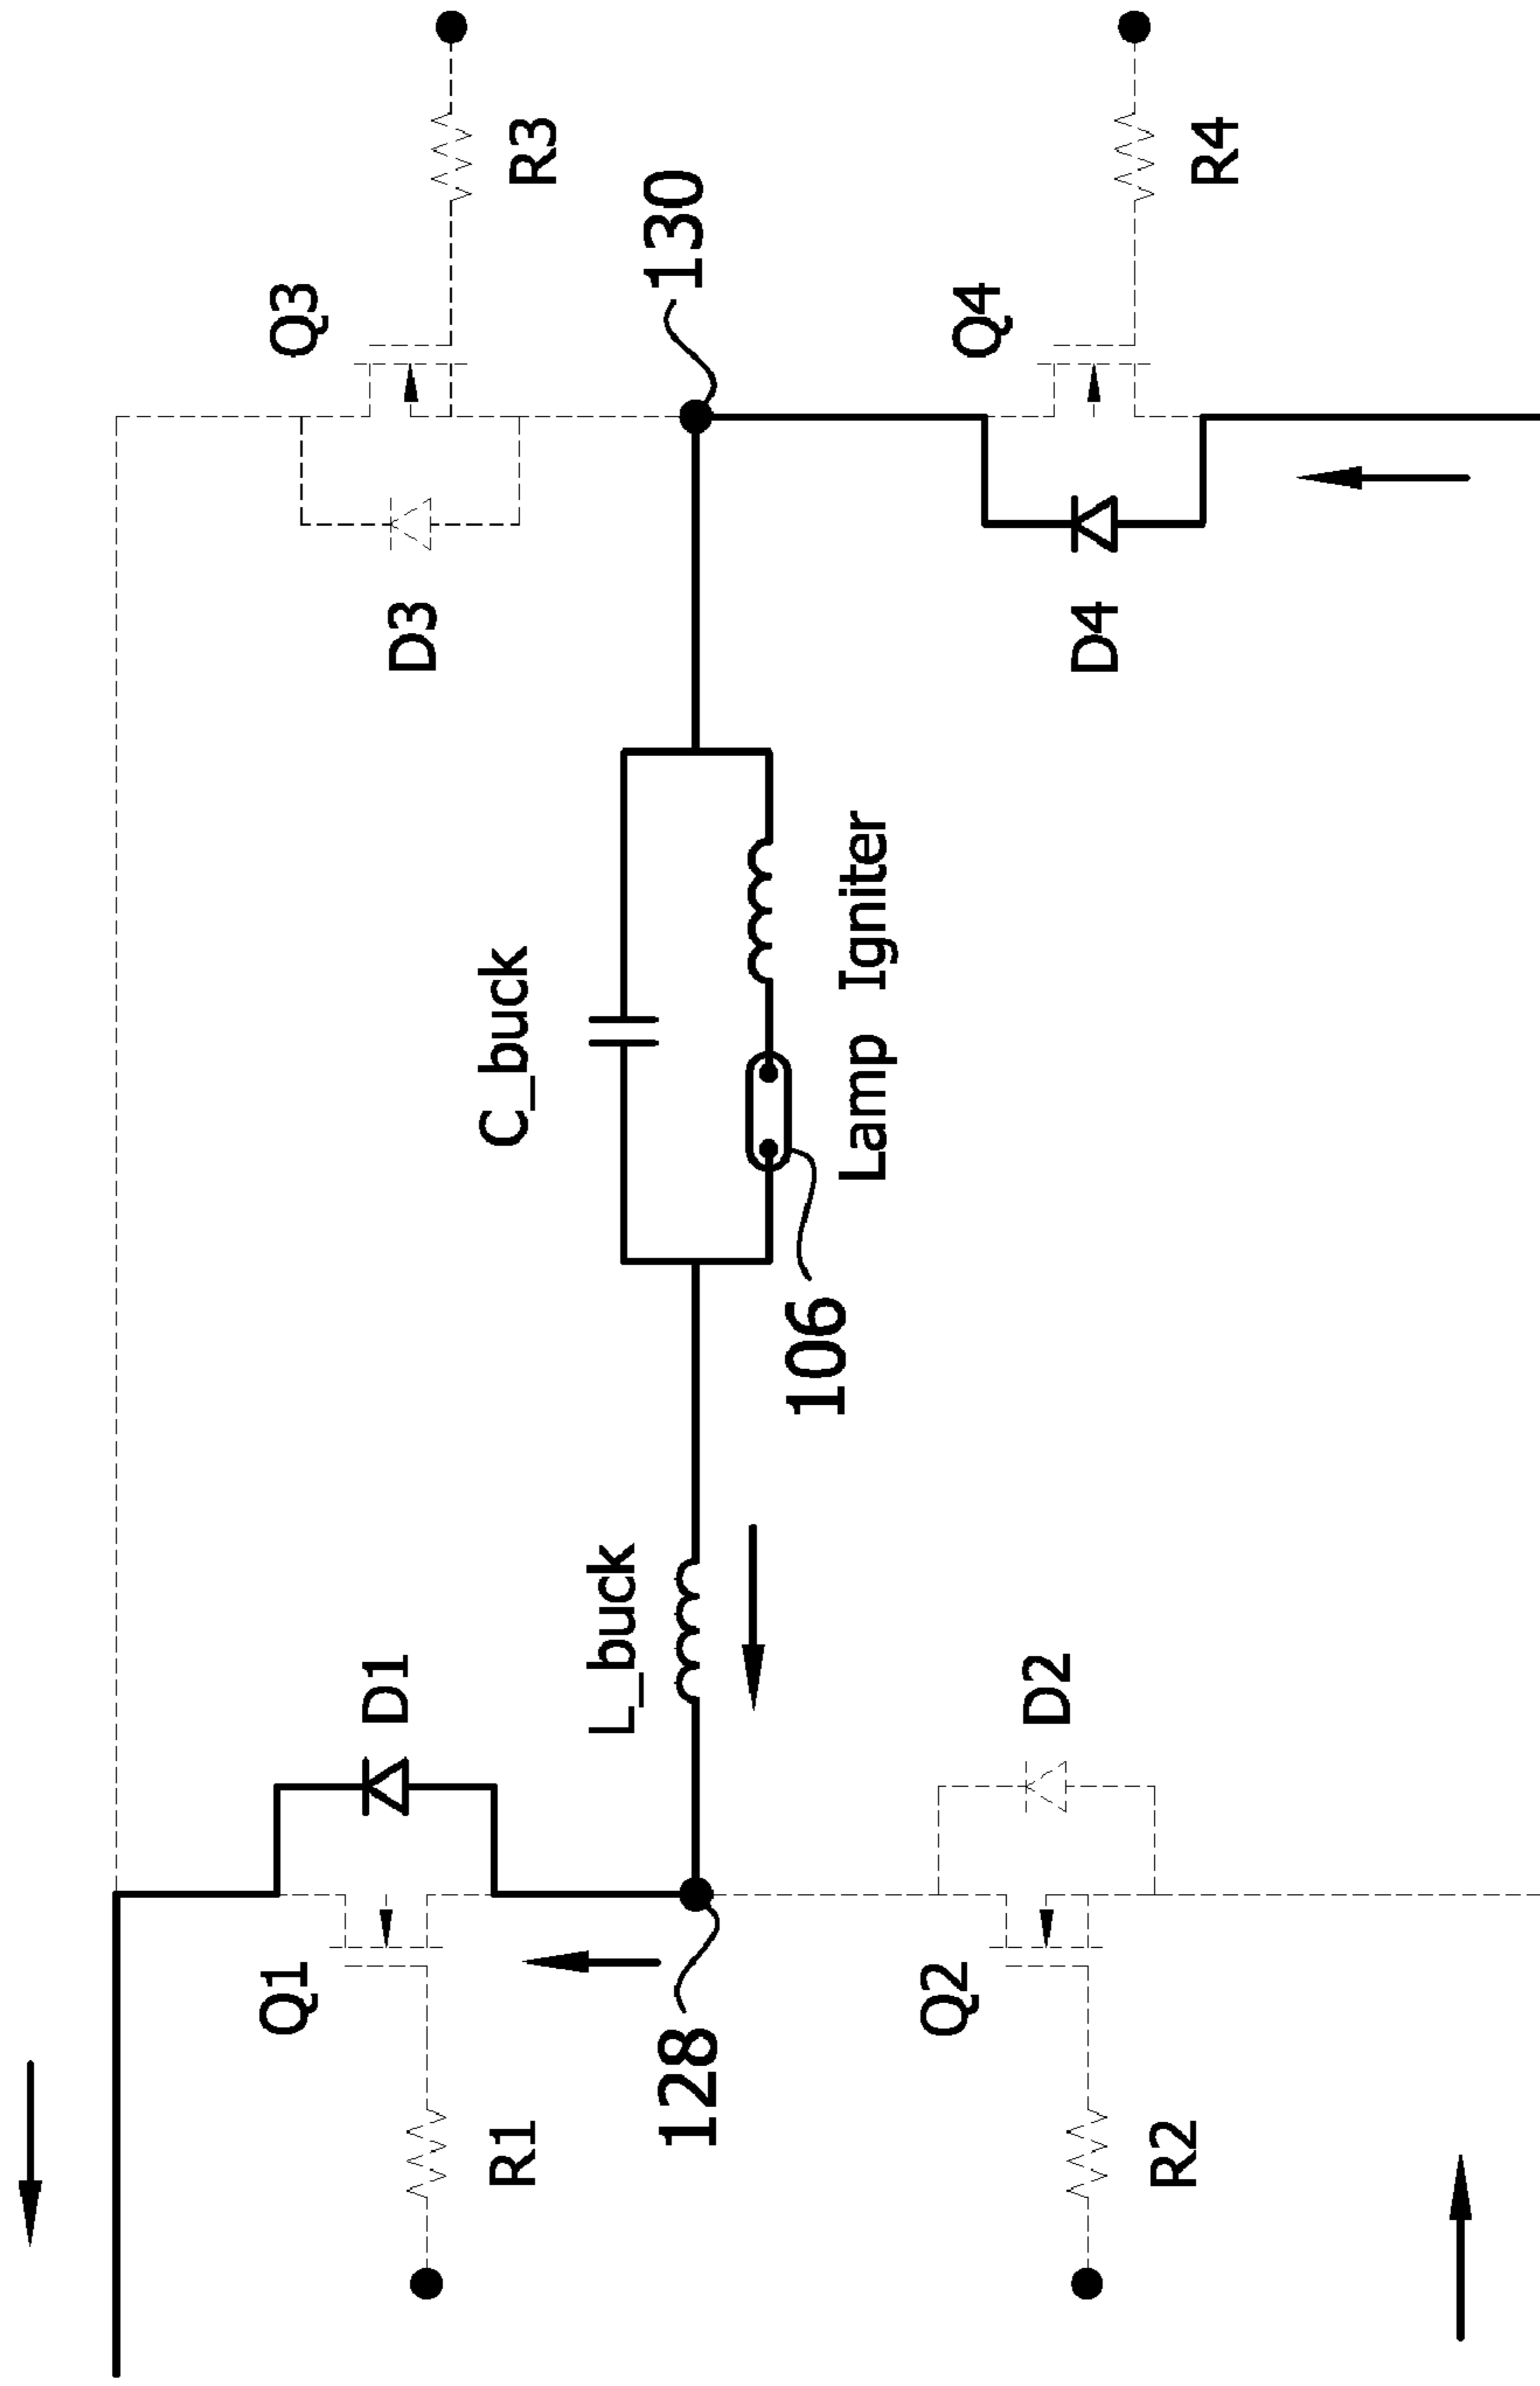 Q1
D1
D3
Q3
R1
R3
L_buck
C_buck
128
130
106
Lamp Igniter
Q2
D2
D4
Q4
R2
R4